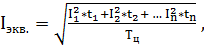 Iэкв. = √((I₁²*t₁ + I₂²*t₂ + … Iₙ²*tₙ) / Tц),